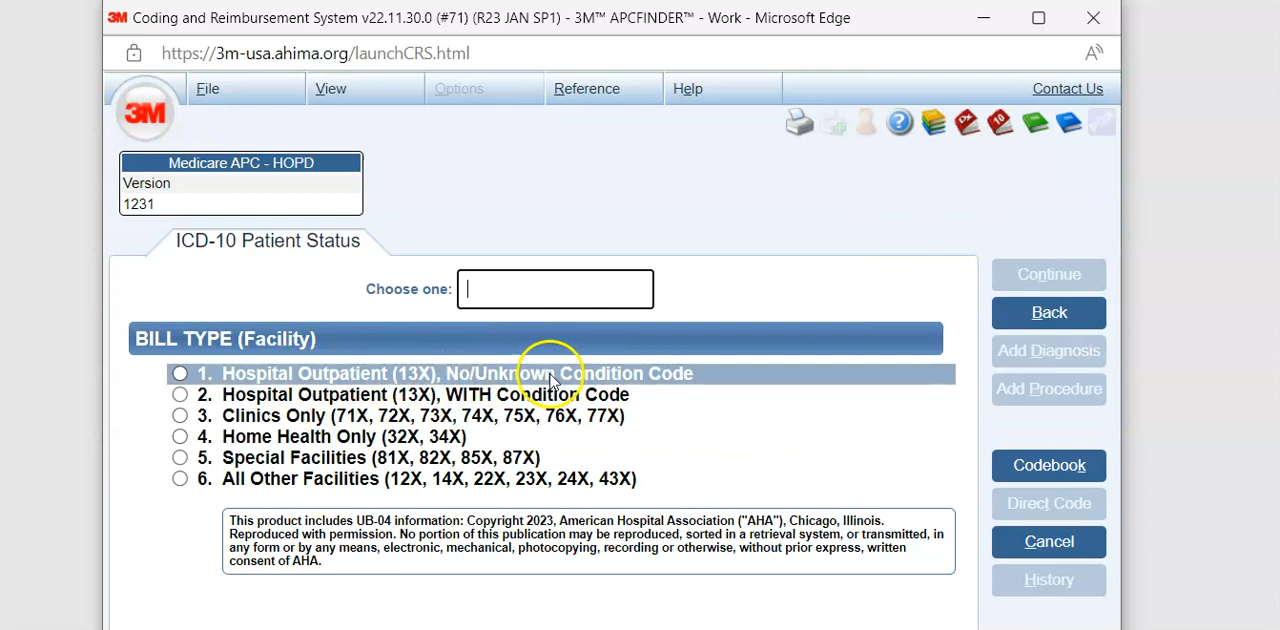 3M Coding and Reimbursement System v22.11.30.0 (#71) (R23 JAN SP1) - 3M™ APCFINDER™ - Work - Microsoft Edge
https://3m-usa.ahima.org/launchCRS.html
File View Options Reference Help Contact Us
3M
Medicare APC - HOPD
Version
1231
ICD-10 Patient Status
Choose one:
BILL TYPE (Facility)
1. Hospital Outpatient (13X), No/Unknown Condition Code
2. Hospital Outpatient (13X), WITH Condition Code
3. Clinics Only (71X, 72X, 73X, 74X, 75X, 76X, 77X)
4. Home Health Only (32X, 34X)
5. Special Facilities (81X, 82X, 85X, 87X)
6. All Other Facilities (12X, 14X, 22X, 23X, 24X, 43X)
This product includes UB-04 information: Copyright 2023, American Hospital Association ("AHA"), Chicago, Illinois.
Reproduced with permission. No portion of this publication may be reproduced, sorted in a retrieval system, or transmitted, in
any form or by any means, electronic, mechanical, photocopying, recording or otherwise, without prior express, written
consent of AHA.
Continue
Back
Add Diagnosis
Add Procedure
Codebook
Direct Code
Cancel
History